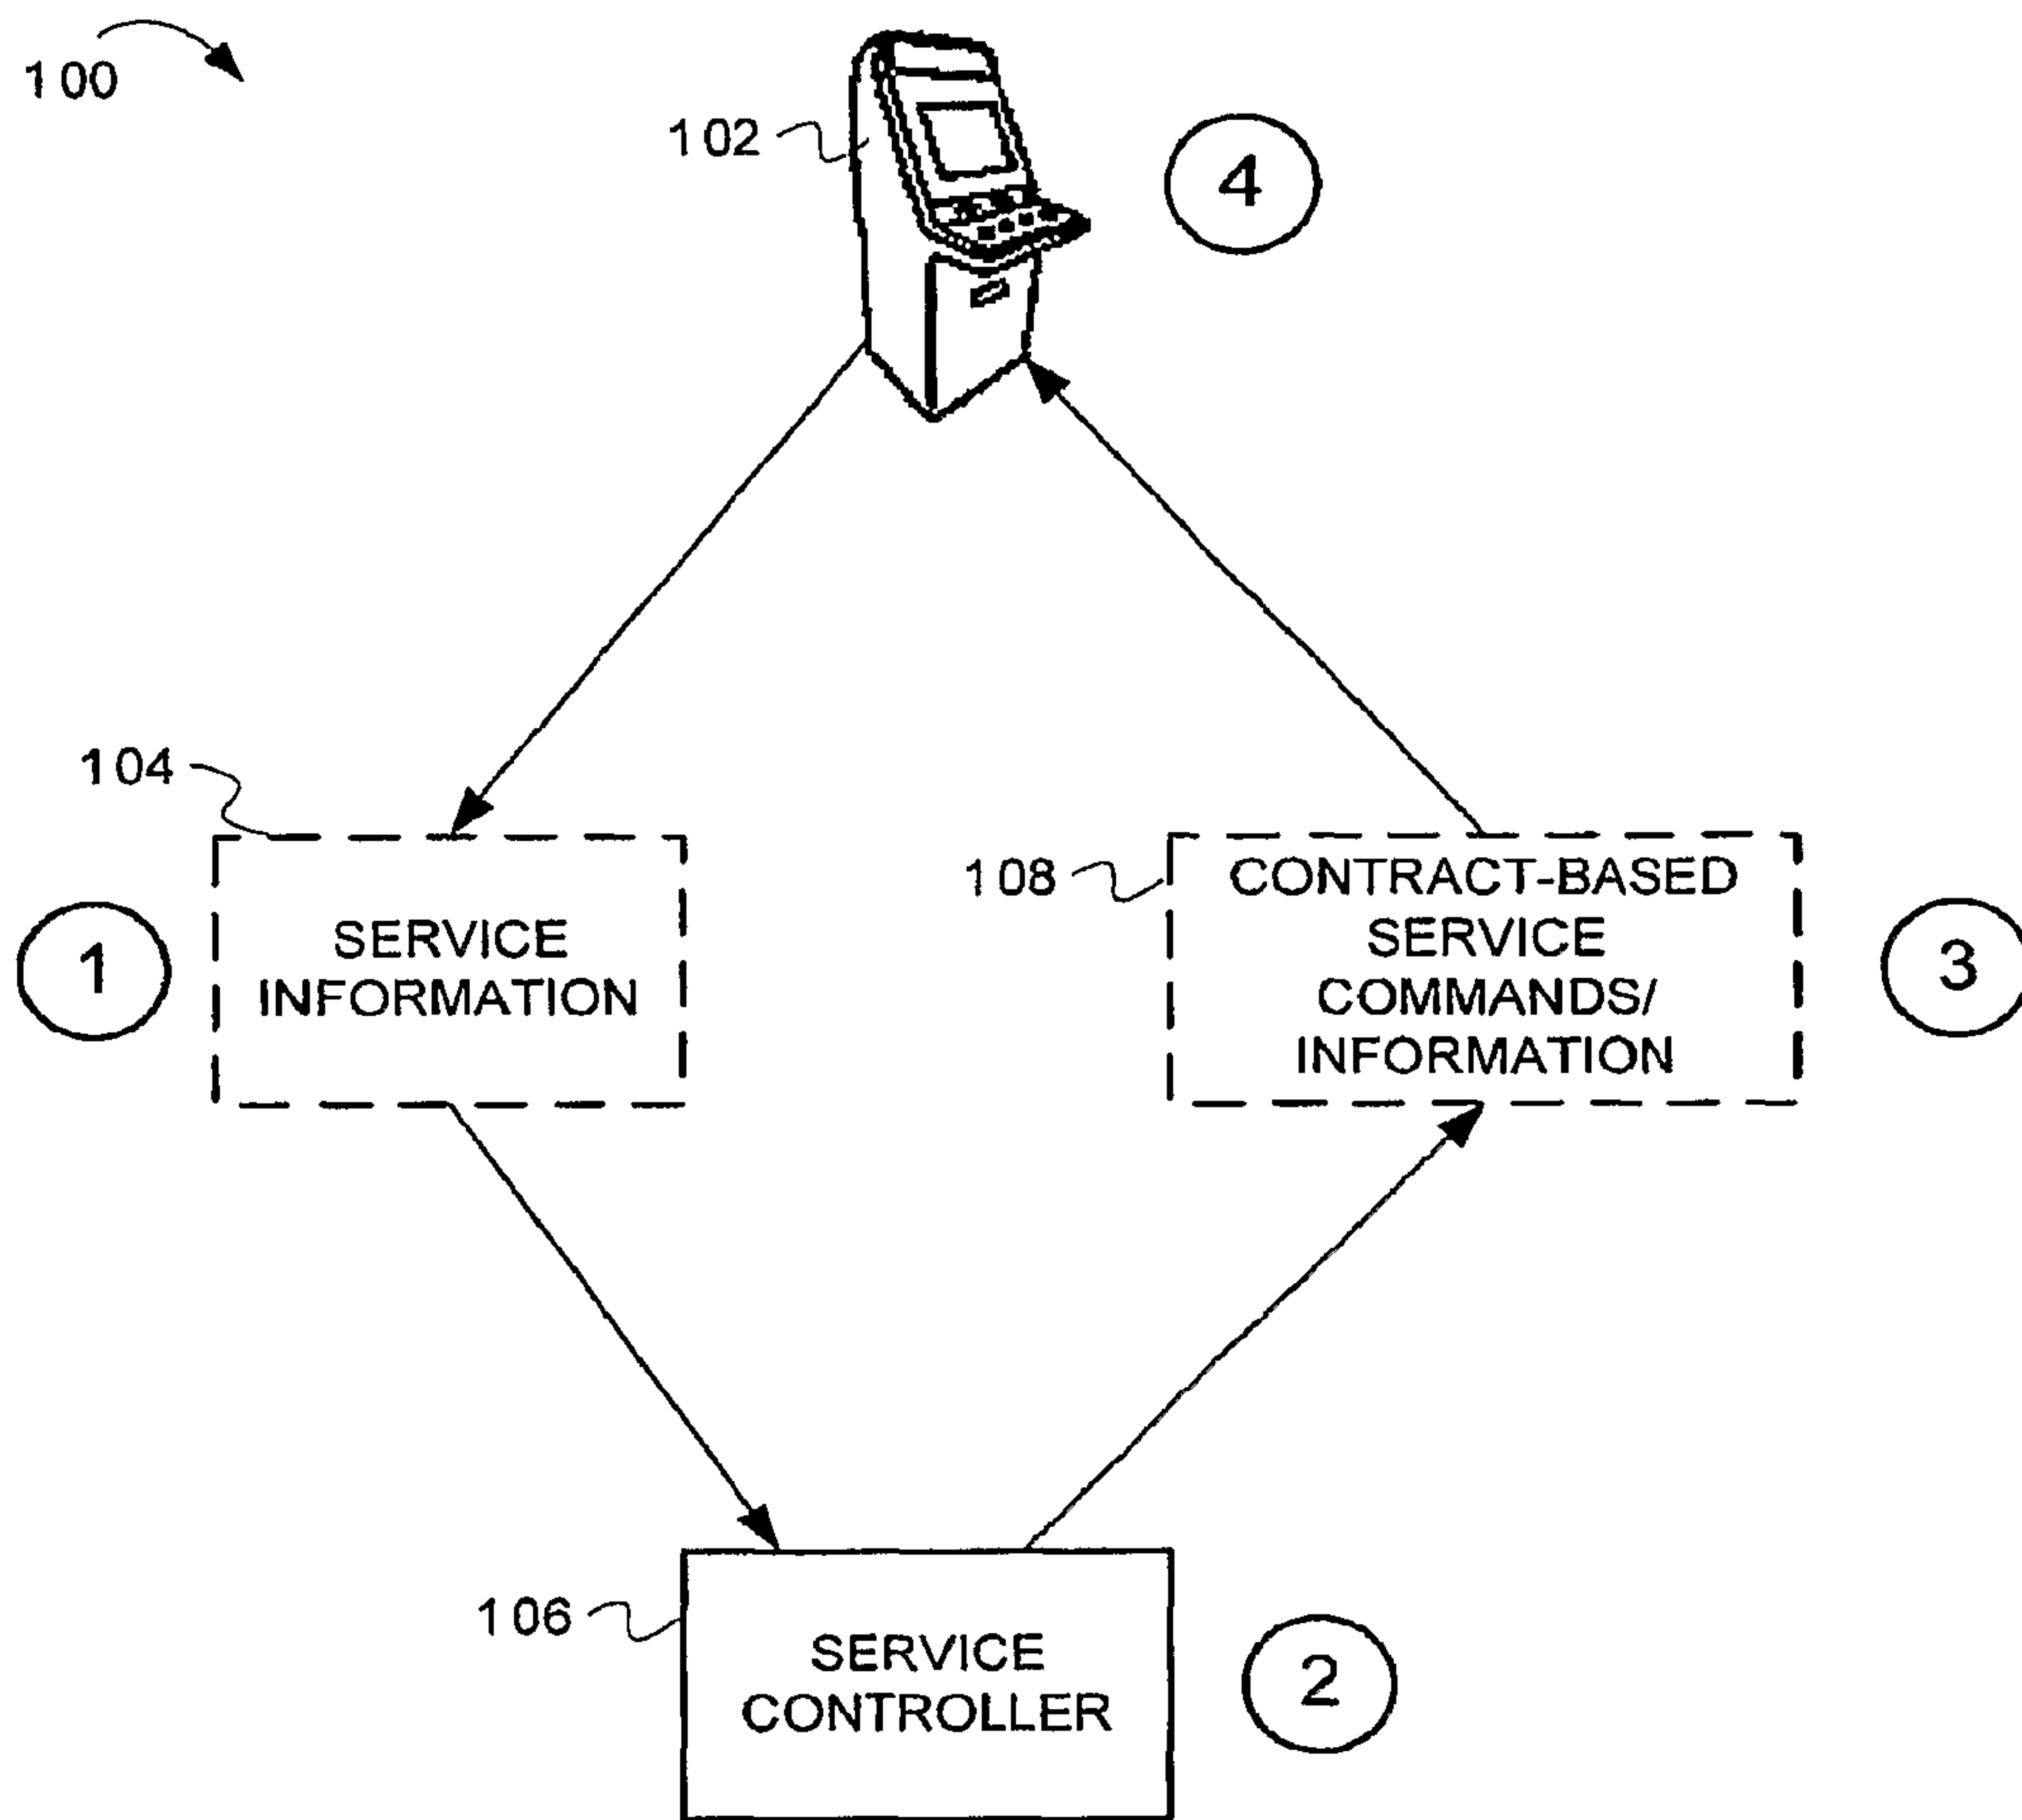 100
102
4
104
108
CONTRACT-BASED
SERVICE
COMMANDS/
INFORMATION
1
SERVICE
INFORMATION
3
106
SERVICE
CONTROLLER
2